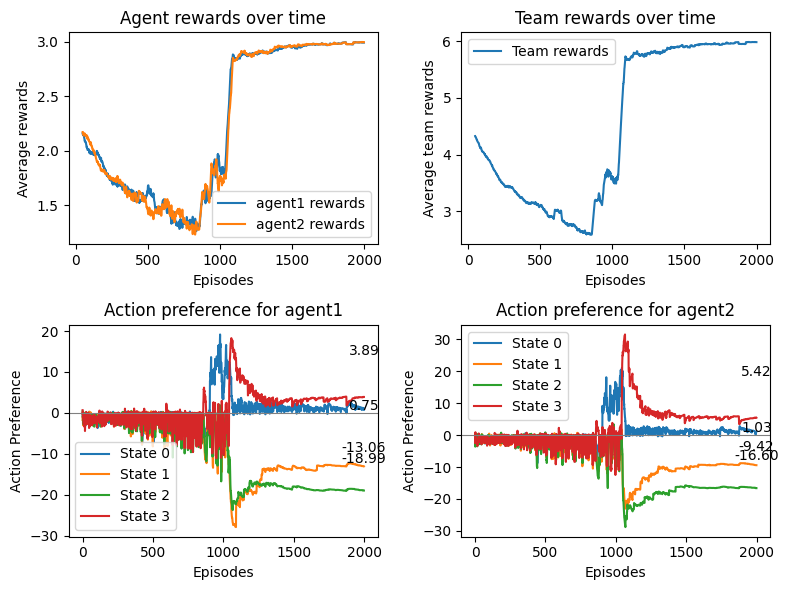 Agent rewards over time
3.0
2.5
2.0
1.5
Average rewards
agent1 rewards
agent2 rewards
0
500
1000
1500
2000
Episodes
Team rewards over time
6
5
4
3
Average team rewards
Team rewards
0
500
1000
1500
2000
Episodes
Action preference for agent1
20
10
0
−10
−20
−30
Action Preference
3.89
0.75
-13.06
-18.99
State 0
State 1
State 2
State 3
0
500
1000
1500
2000
Episodes
Action preference for agent2
30
20
10
0
−10
−20
−30
Action Preference
State 0
State 1
State 2
State 3
5.42
1.03
-9.42
-16.60
0
500
1000
1500
2000
Episodes